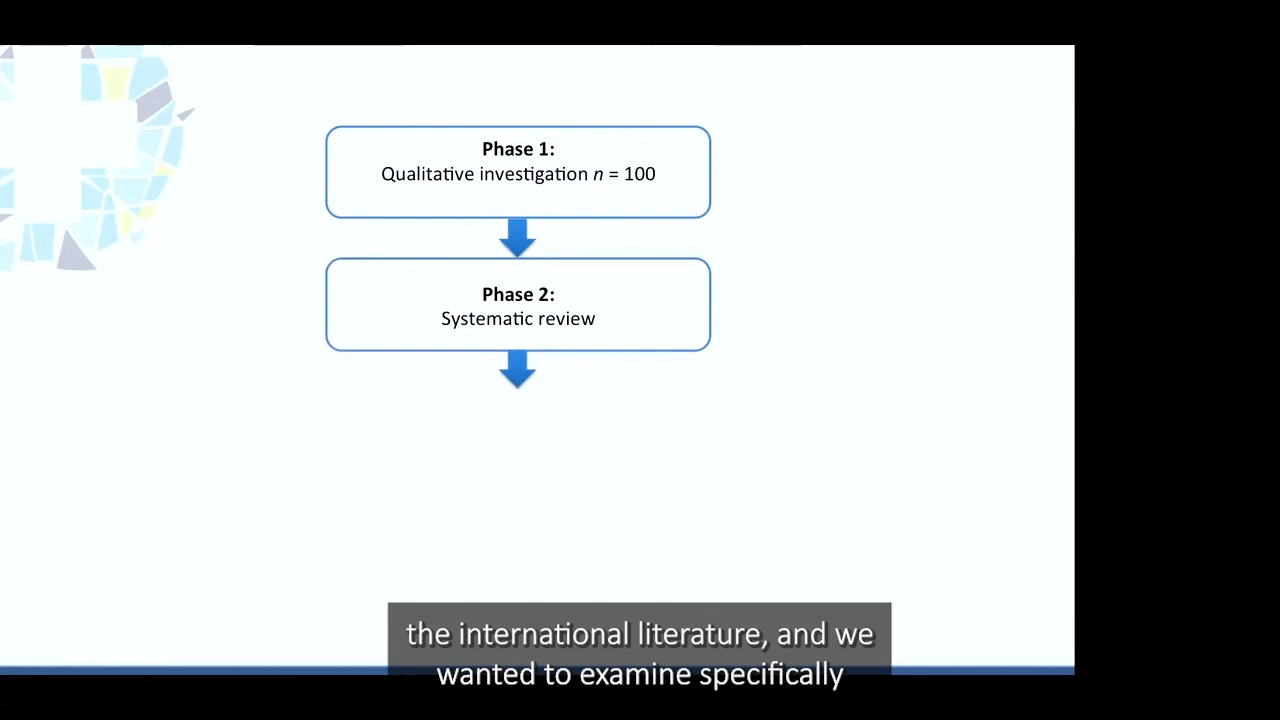 Phase 1:
Qualitative investigation n = 100
Phase 2:
Systematic review
the international literature, and we
wanted to examine specifically